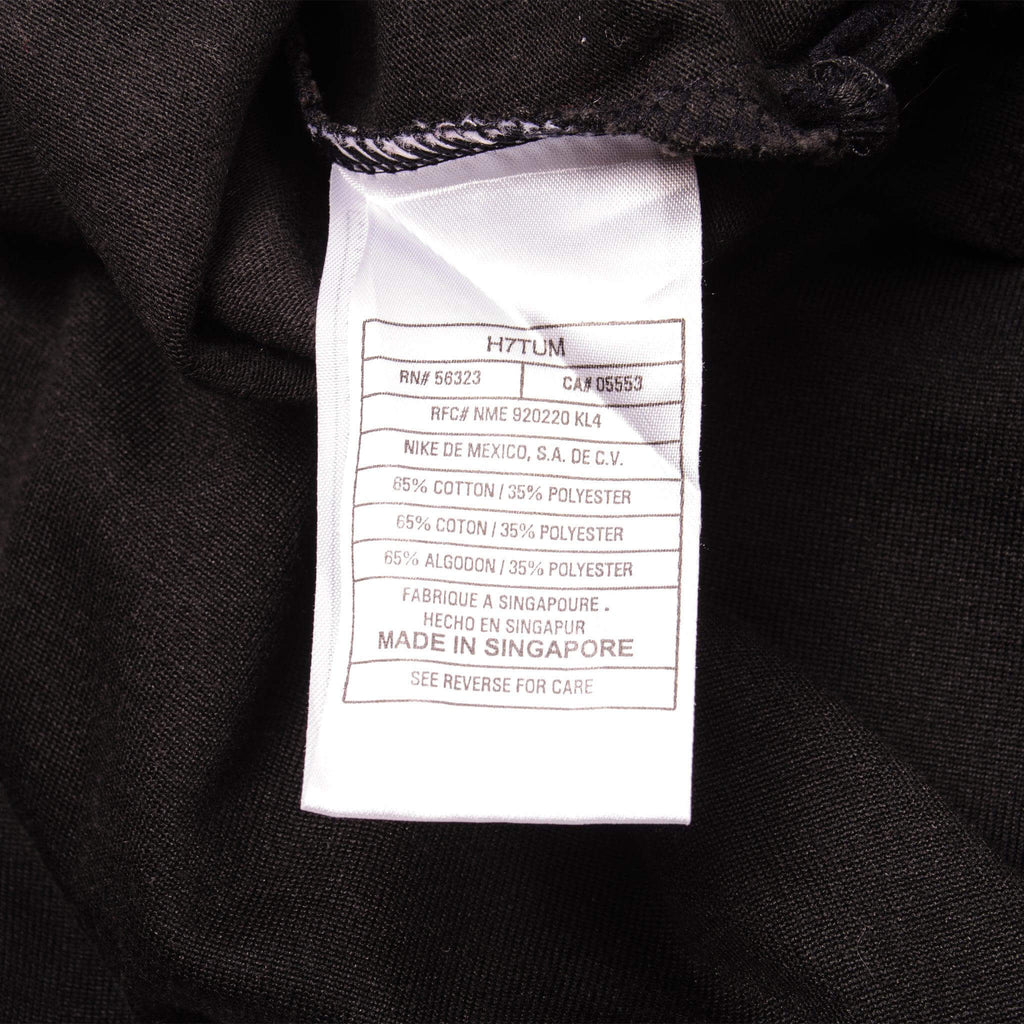 H7TUM
RN# 56323 CA# 05553
RFC# NME 920220 KL4
NIKE DE MEXICO, S.A. DE C.V.
65% COTTON / 35% POLYESTER
65% COTON / 35% POLYESTER
65% ALGODON / 35% POLYESTER
FABRIQUE A SINGAPOURE .
HECHO EN SINGAPUR
MADE IN SINGAPORE
SEE REVERSE FOR CARE